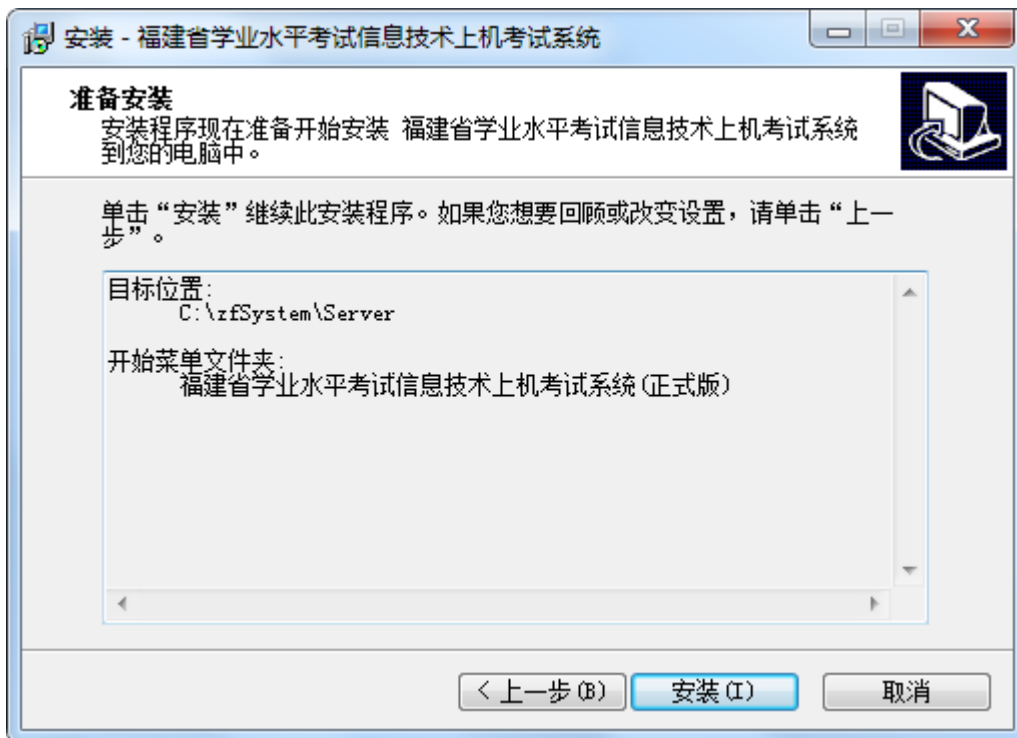 安装 - 福建省学业水平考试信息技术上机考试系统
准备安装
安装程序现在准备开始安装 福建省学业水平考试信息技术上机考试系统
到您的电脑中。
单击“安装”继续此安装程序。如果您想要回顾或改变设置，请单击“上一
步”。
目标位置:
C:\zfSystem\Server
开始菜单文件夹:
福建省学业水平考试信息技术上机考试系统(正式版)
< 上一步(B) 安装(I) 取消